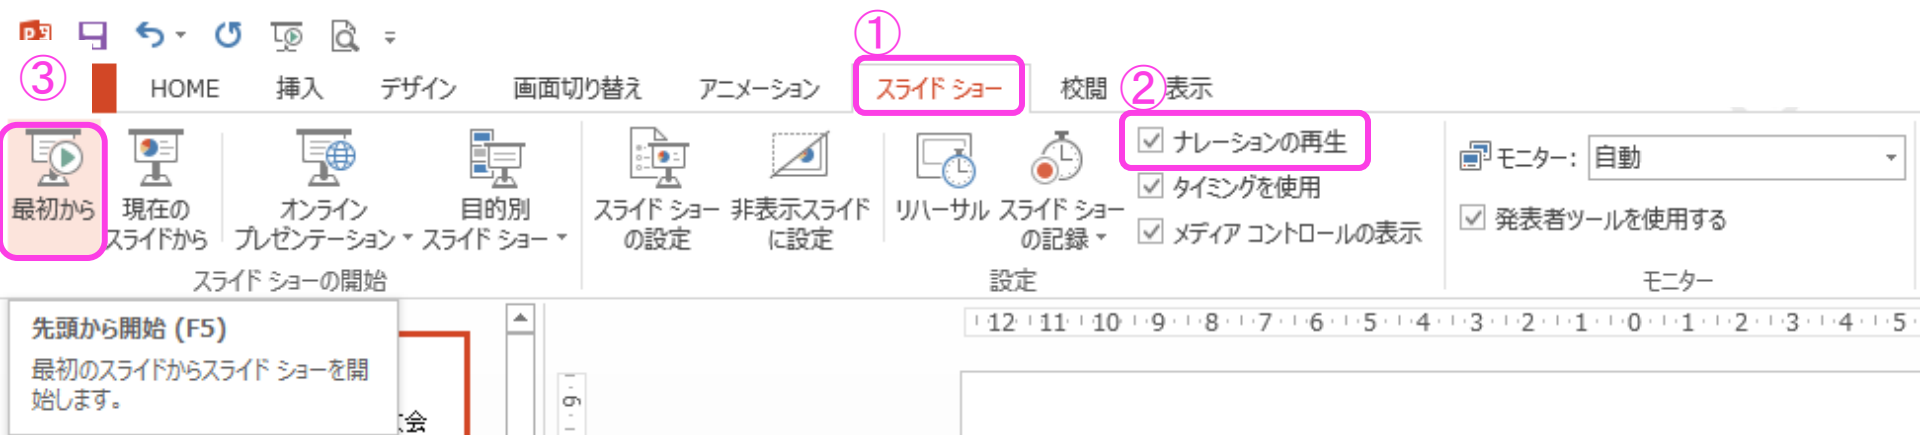 ①
③
HOME 挿入 デザイン 画面切り替え アニメーション スライド ショー 校閲 ② 表示
最初から
現在の
スライドから
オンライン
プレゼンテーション
目的別
スライド ショー
スライド ショーの開始
スライド ショー
の設定
非表示スライド
に設定
リハーサル
スライド ショー
の記録
ナレーションの再生
タイミングを使用
メディア コントロールの表示
設定
モニター: 自動
発表者ツールを使用する
モニター
先頭から開始 (F5)
最初のスライドからスライド ショーを開
始します。
会
12 11 10 9 8 7 6 5 4 3 2 1 0 1 2 3 4 5
9